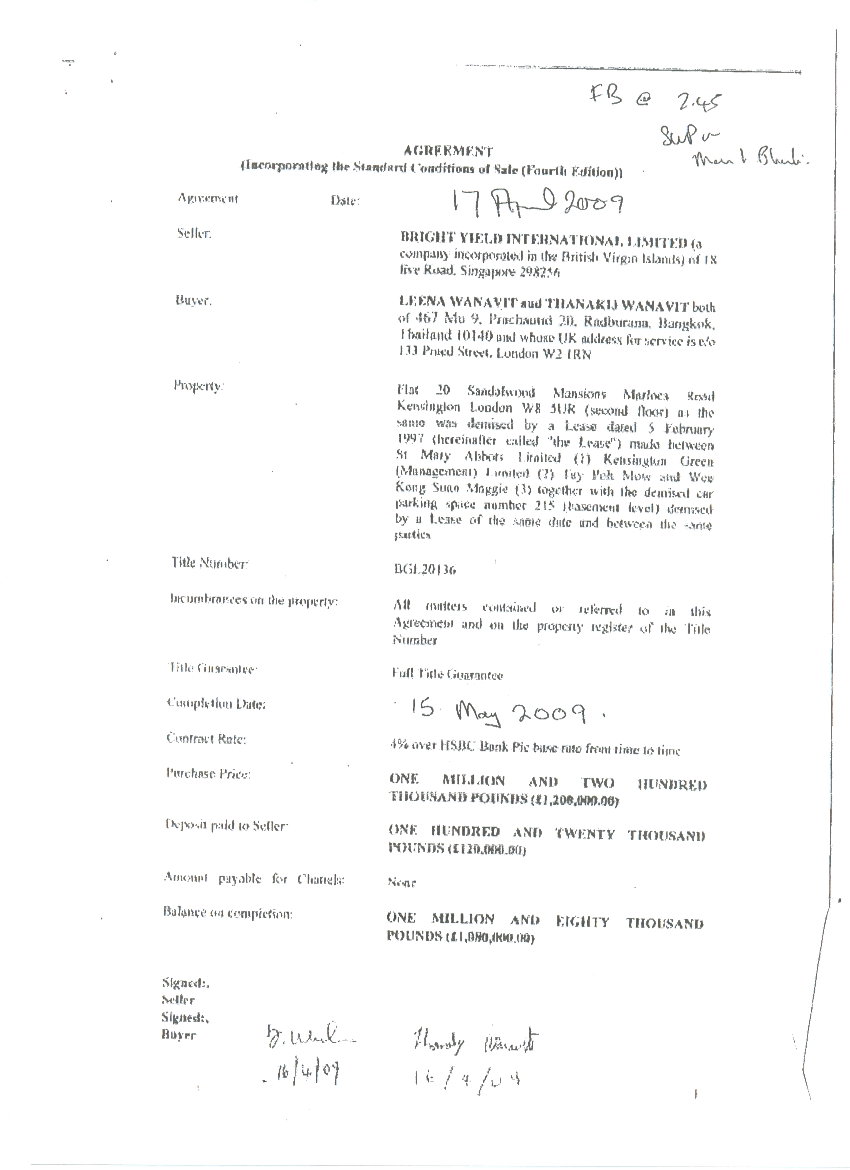 FB @ 2.45
AGREEMENT
(Incorporating the Standard Conditions of Sale (Fourth Edition))
Agreement Date: 17 April 2009
Seller: BRIGHT YIELD INTERNATIONAL LIMITED (a
company incorporated in the British Virgin Islands) of 18
Road, Singapore 298256
Buyer: LEENA WANAVIT and THANAKIJ WANAVIT both
of 467 Mu 9, 20, Radburana, Bangkok,
Thailand 10140 and whose UK address for service is c/o
133 Praed Street, London W2 1RN
Property: Flat 20 Sandalwood Mansions Marloes Road
Kensington London W8 5UR (second floor) as the
same was demised by a Lease dated 5 February
1997 (hereinafter called "the Lease") made between
St Mary Abbots Limited (1) Kensington Green
(Management) Limited (2) Tay Poh Mow and Wee
Kong Suan Maggie (3) together with the demised car
parking space number 215 (basement level) demised
by a Lease of the same date and between the same
parties
Title Number: BGL20136
Incumbrances on the property: All matters contained or referred to in this
Agreement and on the property register of the Title
Number
Title Guarantee: Full Title Guarantee
Completion Date: 15 May 2009.
Contract Rate: 4% over HSBC Bank Plc base rate from time to time
Purchase Price: ONE MILLION AND TWO HUNDRED
THOUSAND POUNDS (£1,200,000.00)
Deposit paid to Seller: ONE HUNDRED AND TWENTY THOUSAND
POUNDS (£120,000.00)
Amount payable for Chattels: None
Balance on completion: ONE MILLION AND EIGHTY THOUSAND
POUNDS (£1,080,000.00)
Signed:,
Seller
Signed:,
Buyer
16/4/09 16/4/09
1